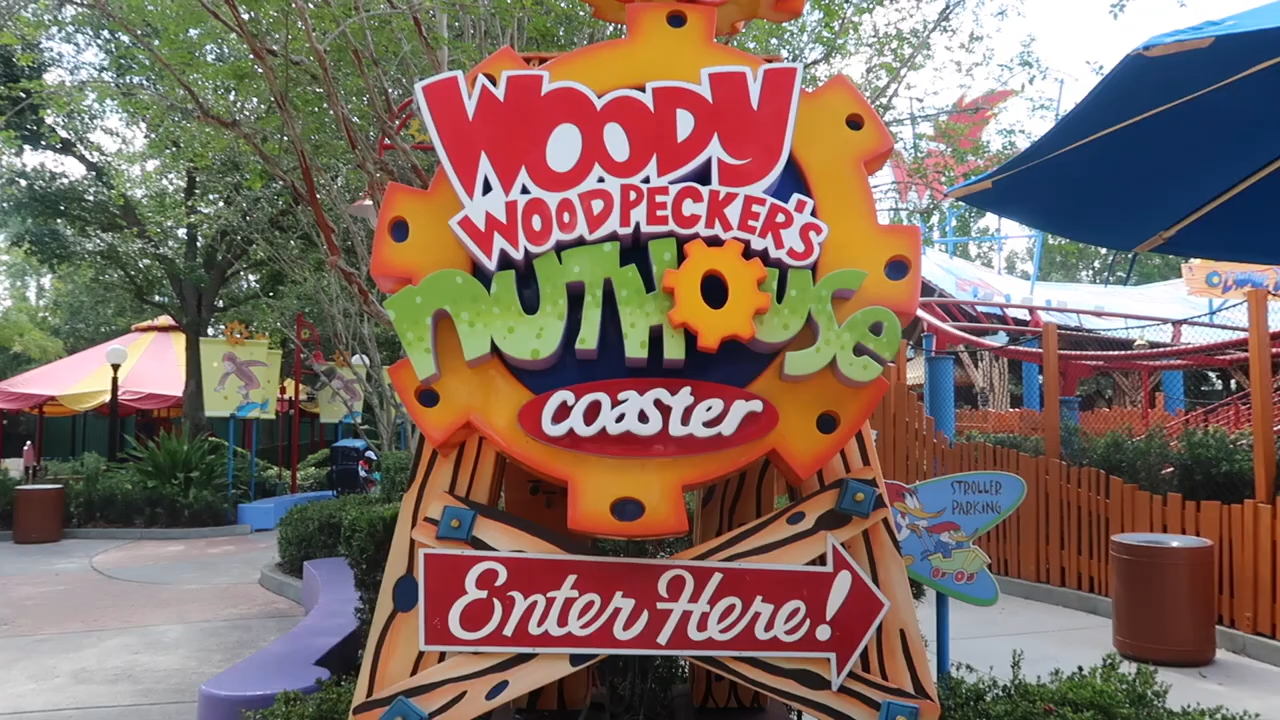 WOODY
WOODPECKER'S
NUTHOUSE
coaster
Enter Here!
STROLLER
PARKING